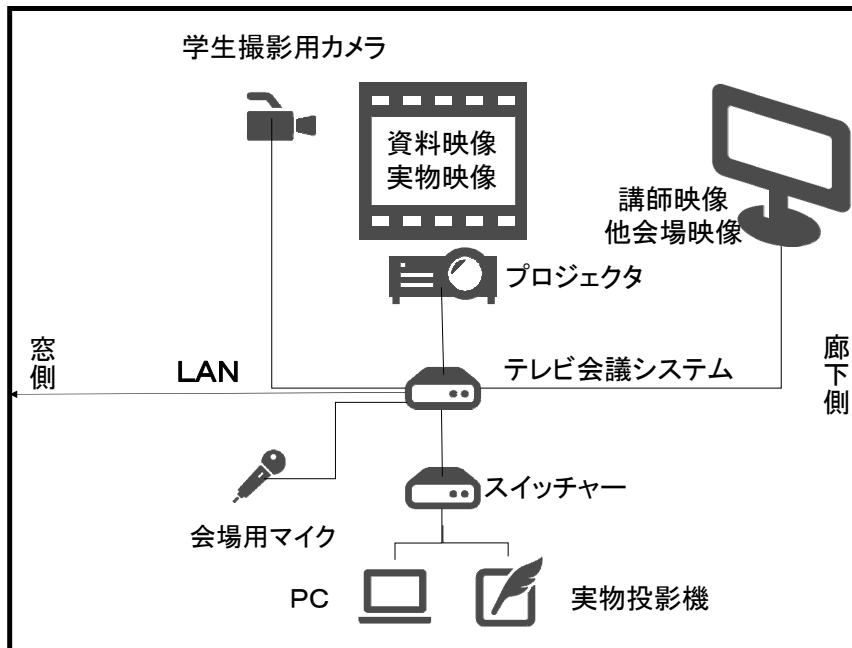 学生撮影用カメラ
資料映像
実物映像
講師映像
他会場映像
プロジェクタ
窓側
LAN
テレビ会議システム
廊下側
スイッチャー
会場用マイク
PC
実物投影機